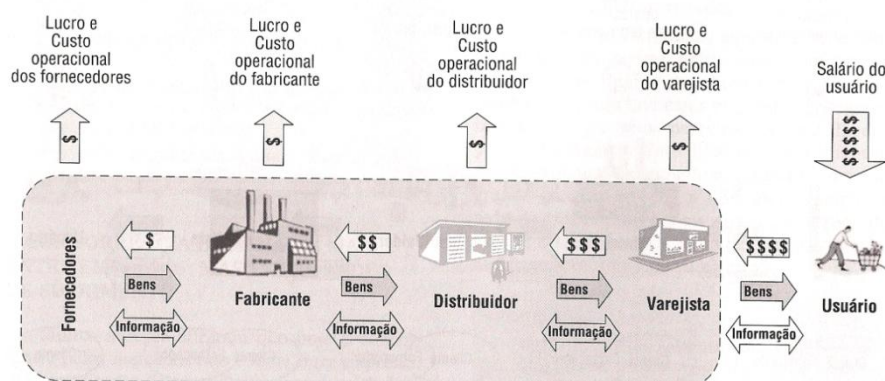 Lucro e
Custo
operacional
dos fornecedores
Lucro e
Custo
operacional
do fabricante
Lucro e
Custo
operacional
do distribuidor
Lucro e
Custo
operacional
do varejista
Salário do
usuário
$
$
$
$
$$$$$
Fornecedores
$
Bens
Informação
Fabricante
$$
Bens
Informação
Distribuidor
$$$
Bens
Informação
Varejista
$$$$
Bens
Informação
Usuário